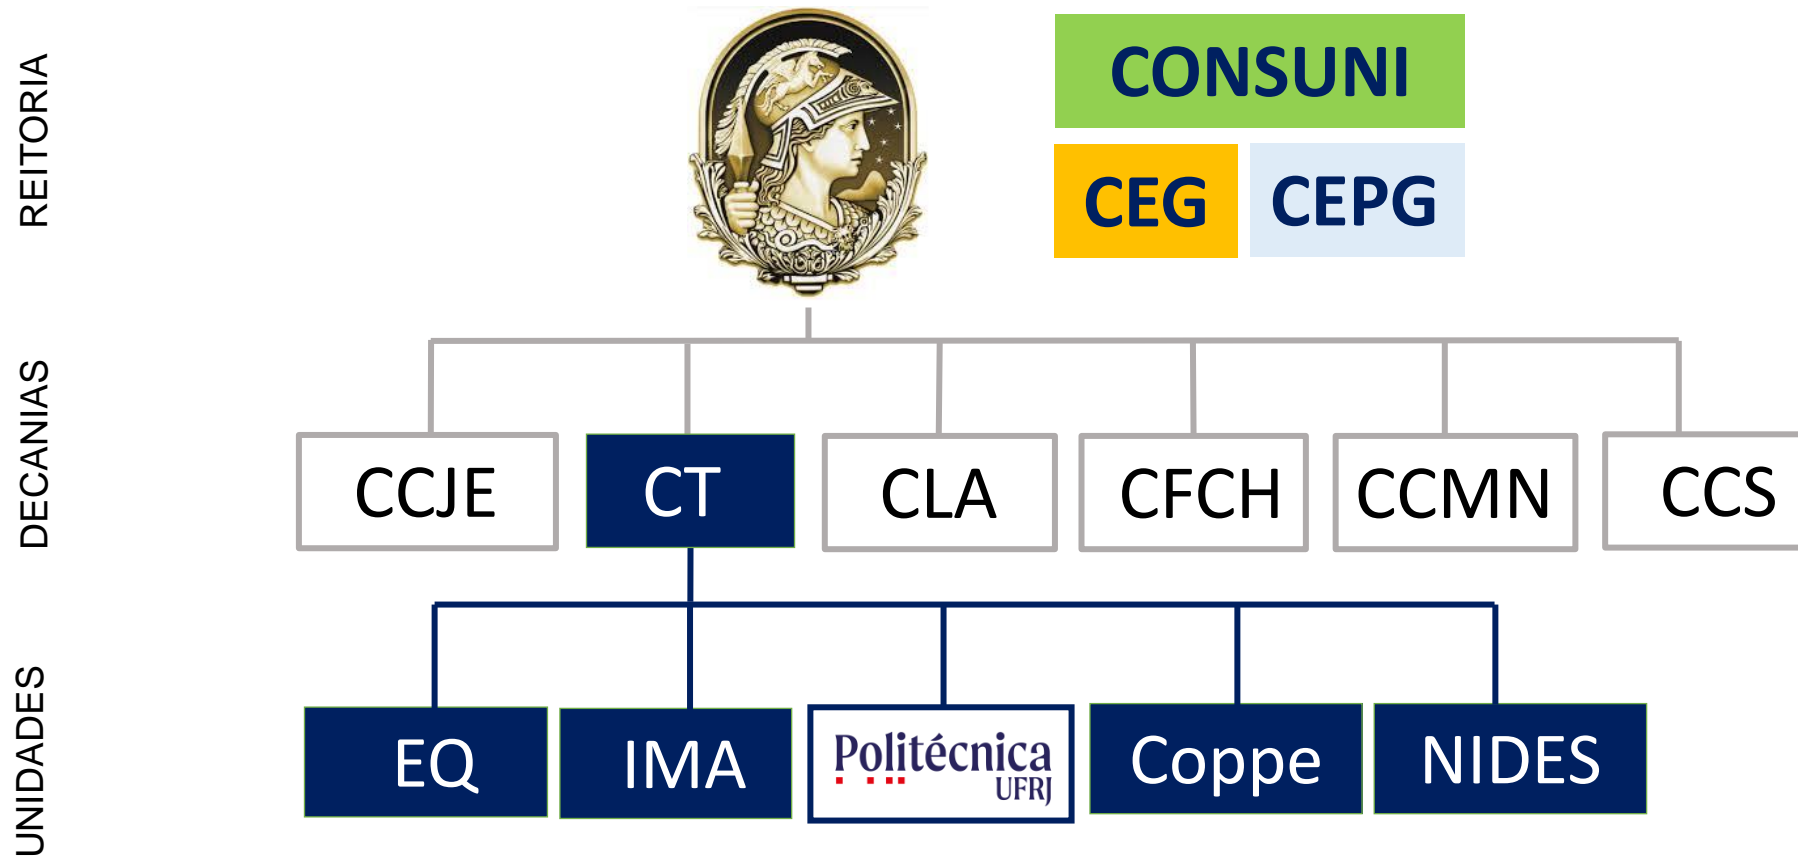 REITORIA
CONSUNI
CEG
CEPG
DECANIAS
CCJE
CT
CLA
CFCH
CCMN
CCS
UNIDADES
EQ
IMA
Politécnica
UFRJ
Coppe
NIDES